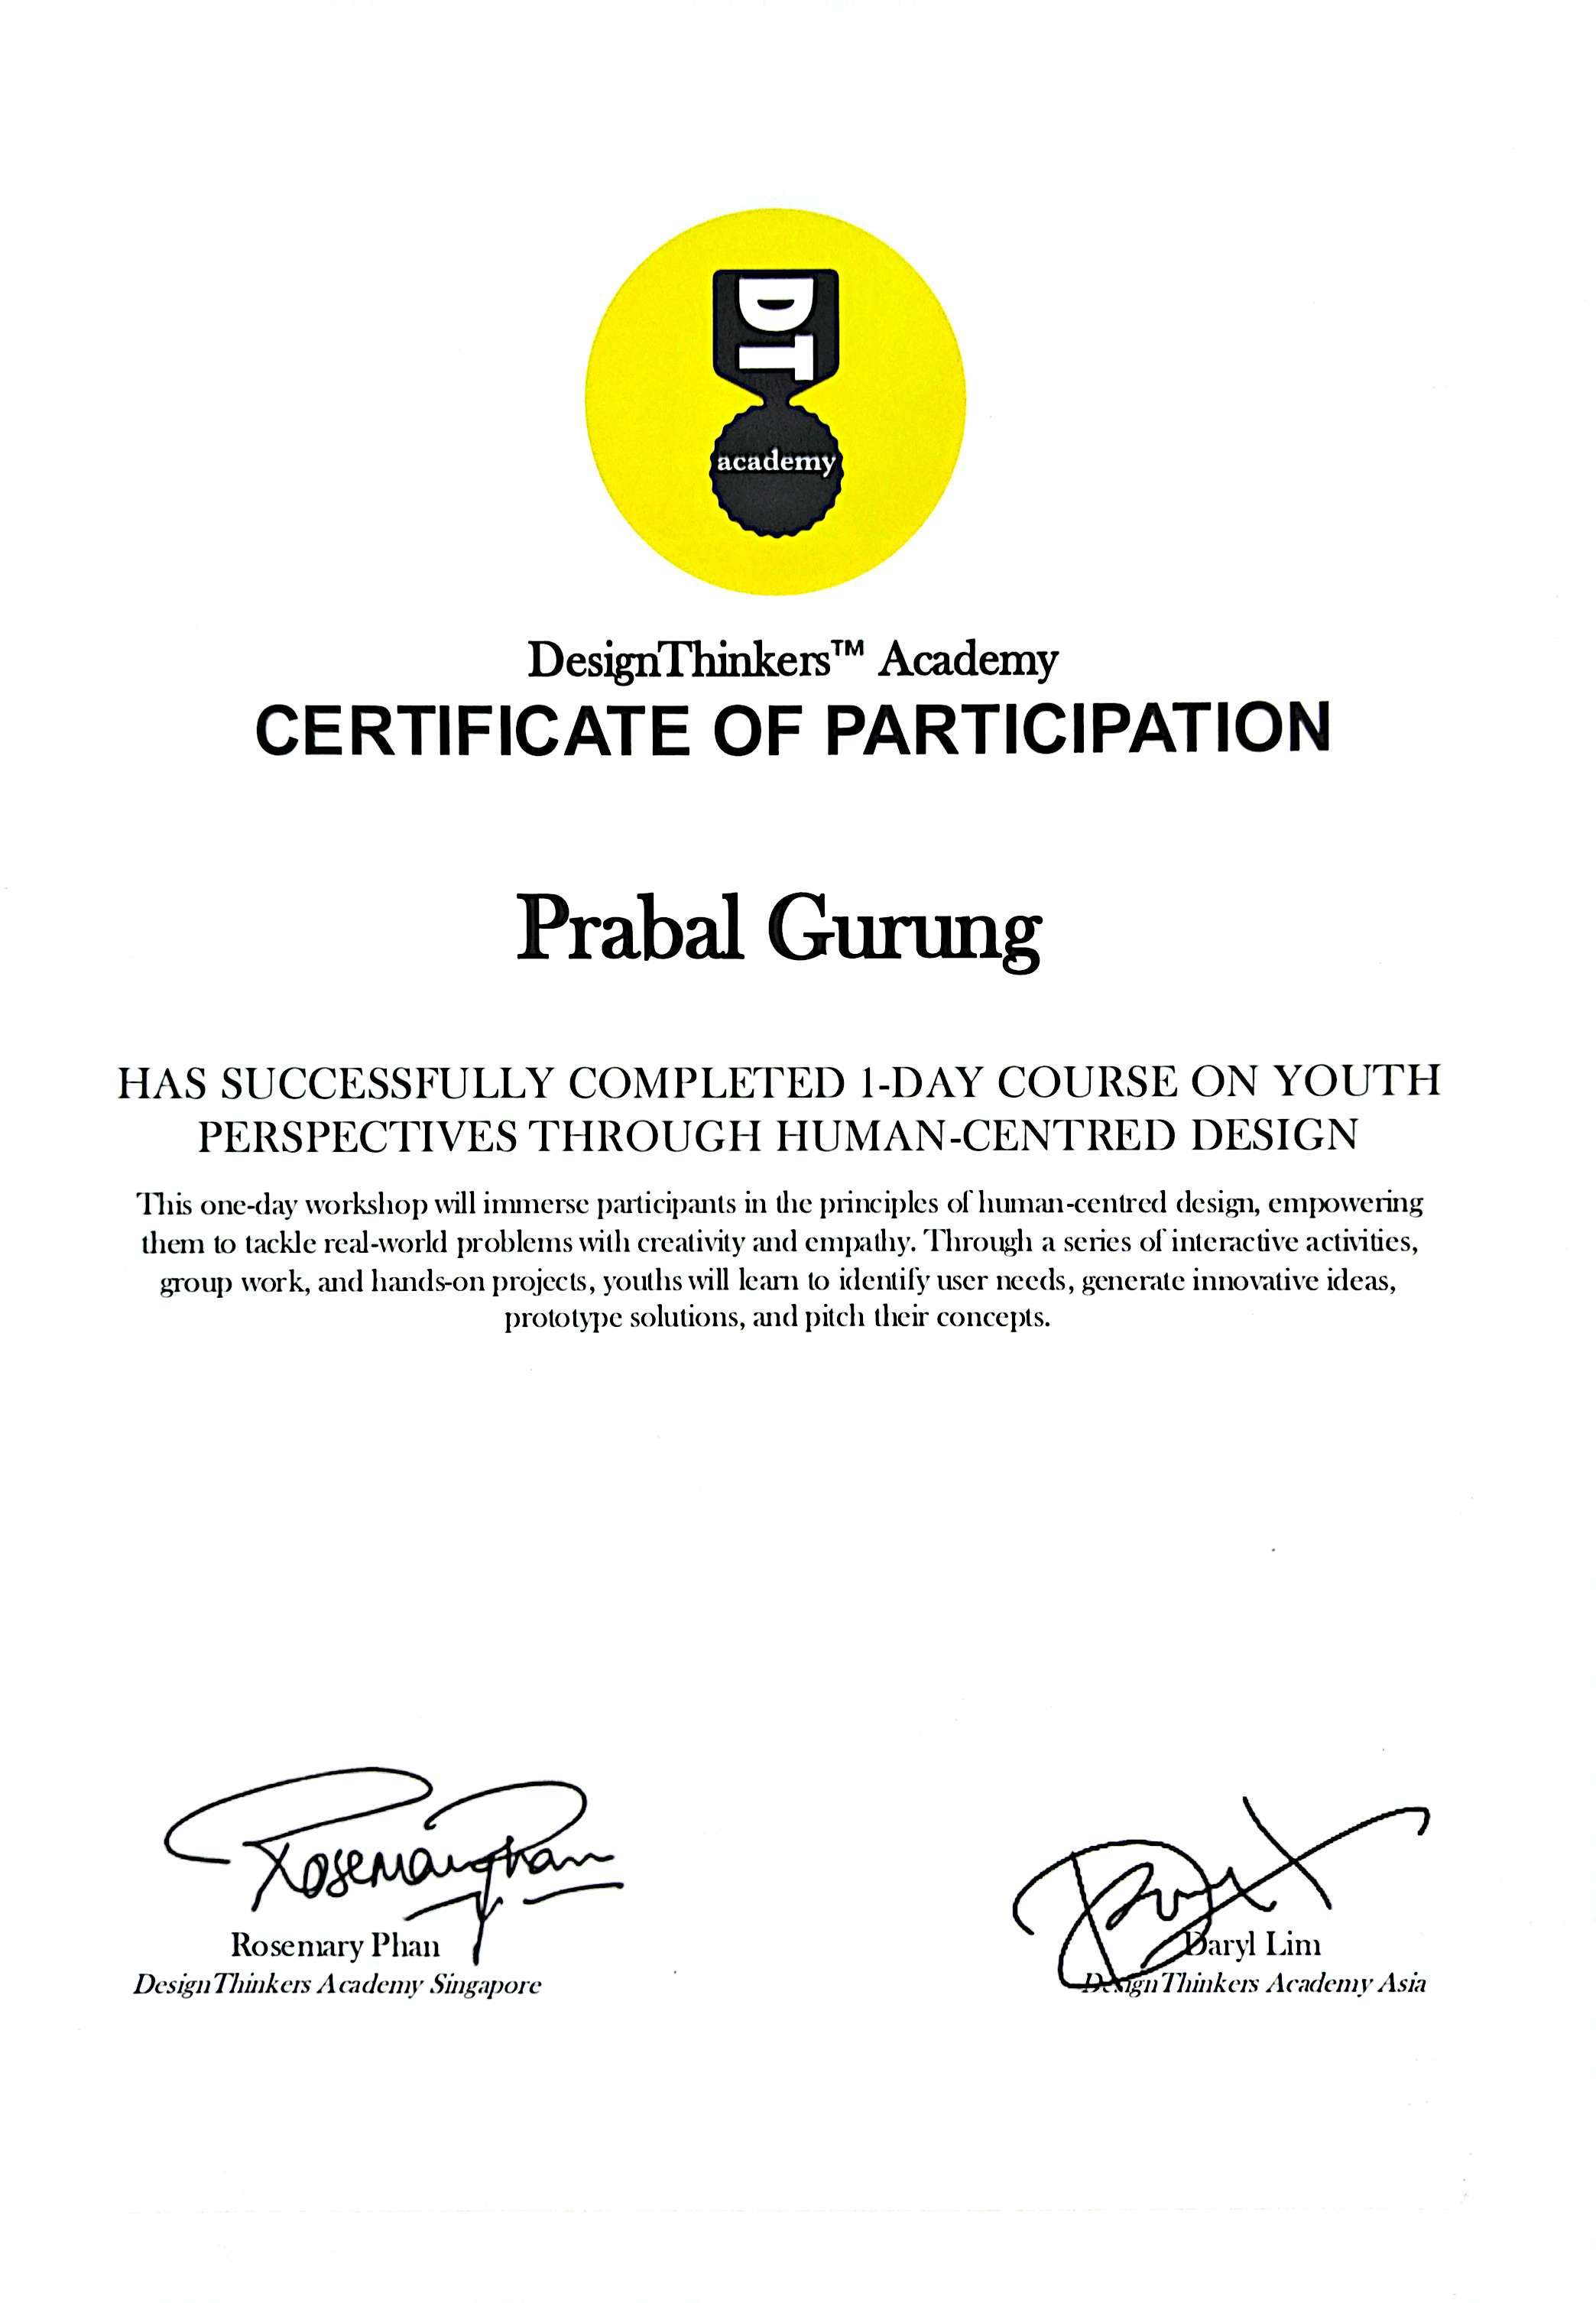 DT
academy
DesignThinkers™ Academy
CERTIFICATE OF PARTICIPATION
Prabal Gurung
HAS SUCCESSFULLY COMPLETED 1-DAY COURSE ON YOUTH
PERSPECTIVES THROUGH HUMAN-CENTRED DESIGN
This one-day workshop will immerse participants in the principles of human-centred design, empowering
them to tackle real-world problems with creativity and empathy. Through a series of interactive activities,
group work, and hands-on projects, youths will learn to identify user needs, generate innovative ideas,
prototype solutions, and pitch their concepts.
Rosemary Phan
Rosemary Phan
DesignThinkers Academy Singapore
Daryl Lim
DesignThinkers Academy Asia